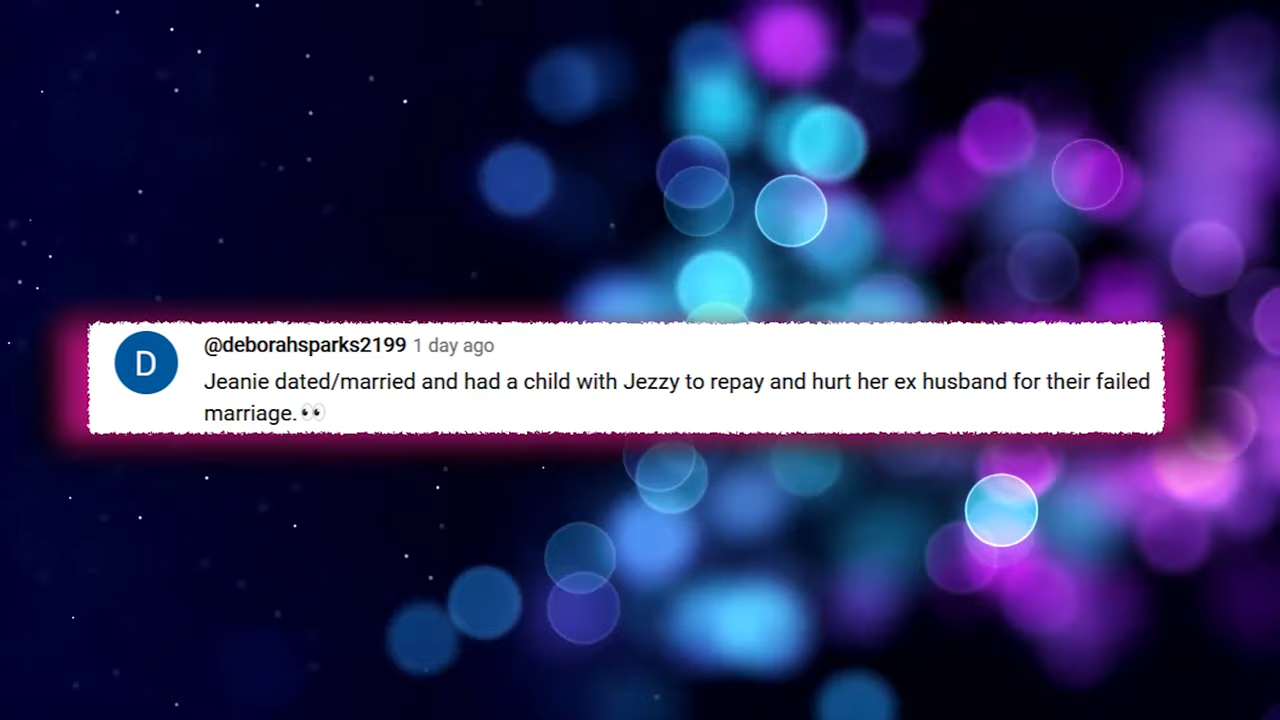 D
@deborahsparks2199 1 day ago
Jeanie dated/married and had a child with Jezzy to repay and hurt her ex husband for their failed
marriage.👀